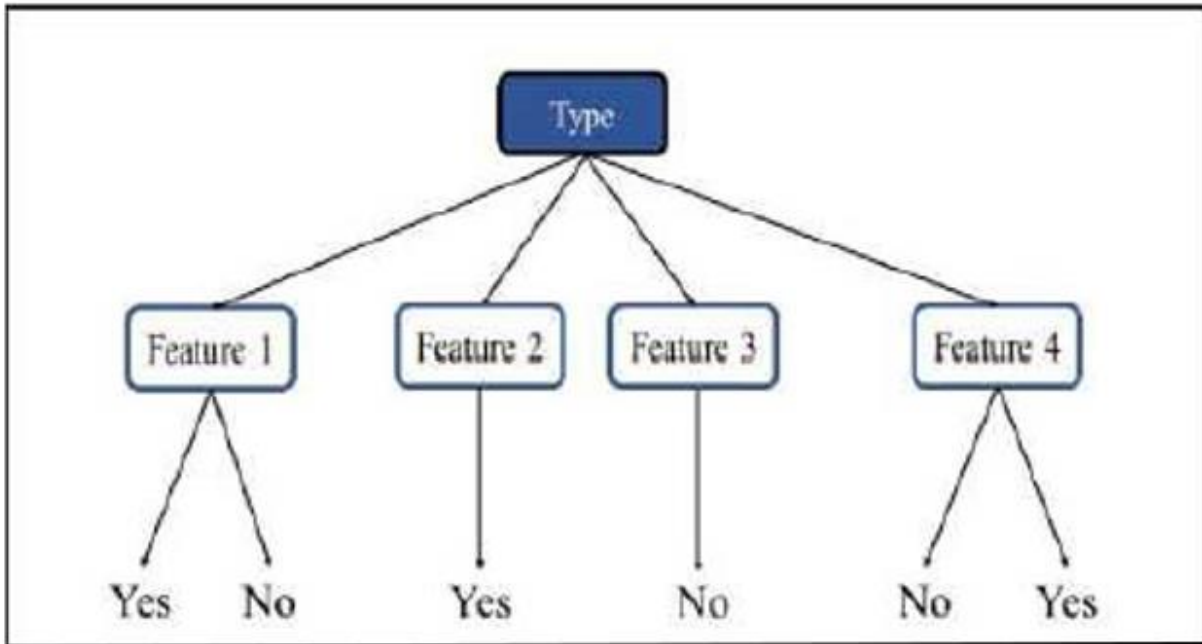 Type
Feature 1 Feature 2 Feature 3 Feature 4
Yes No Yes No No Yes